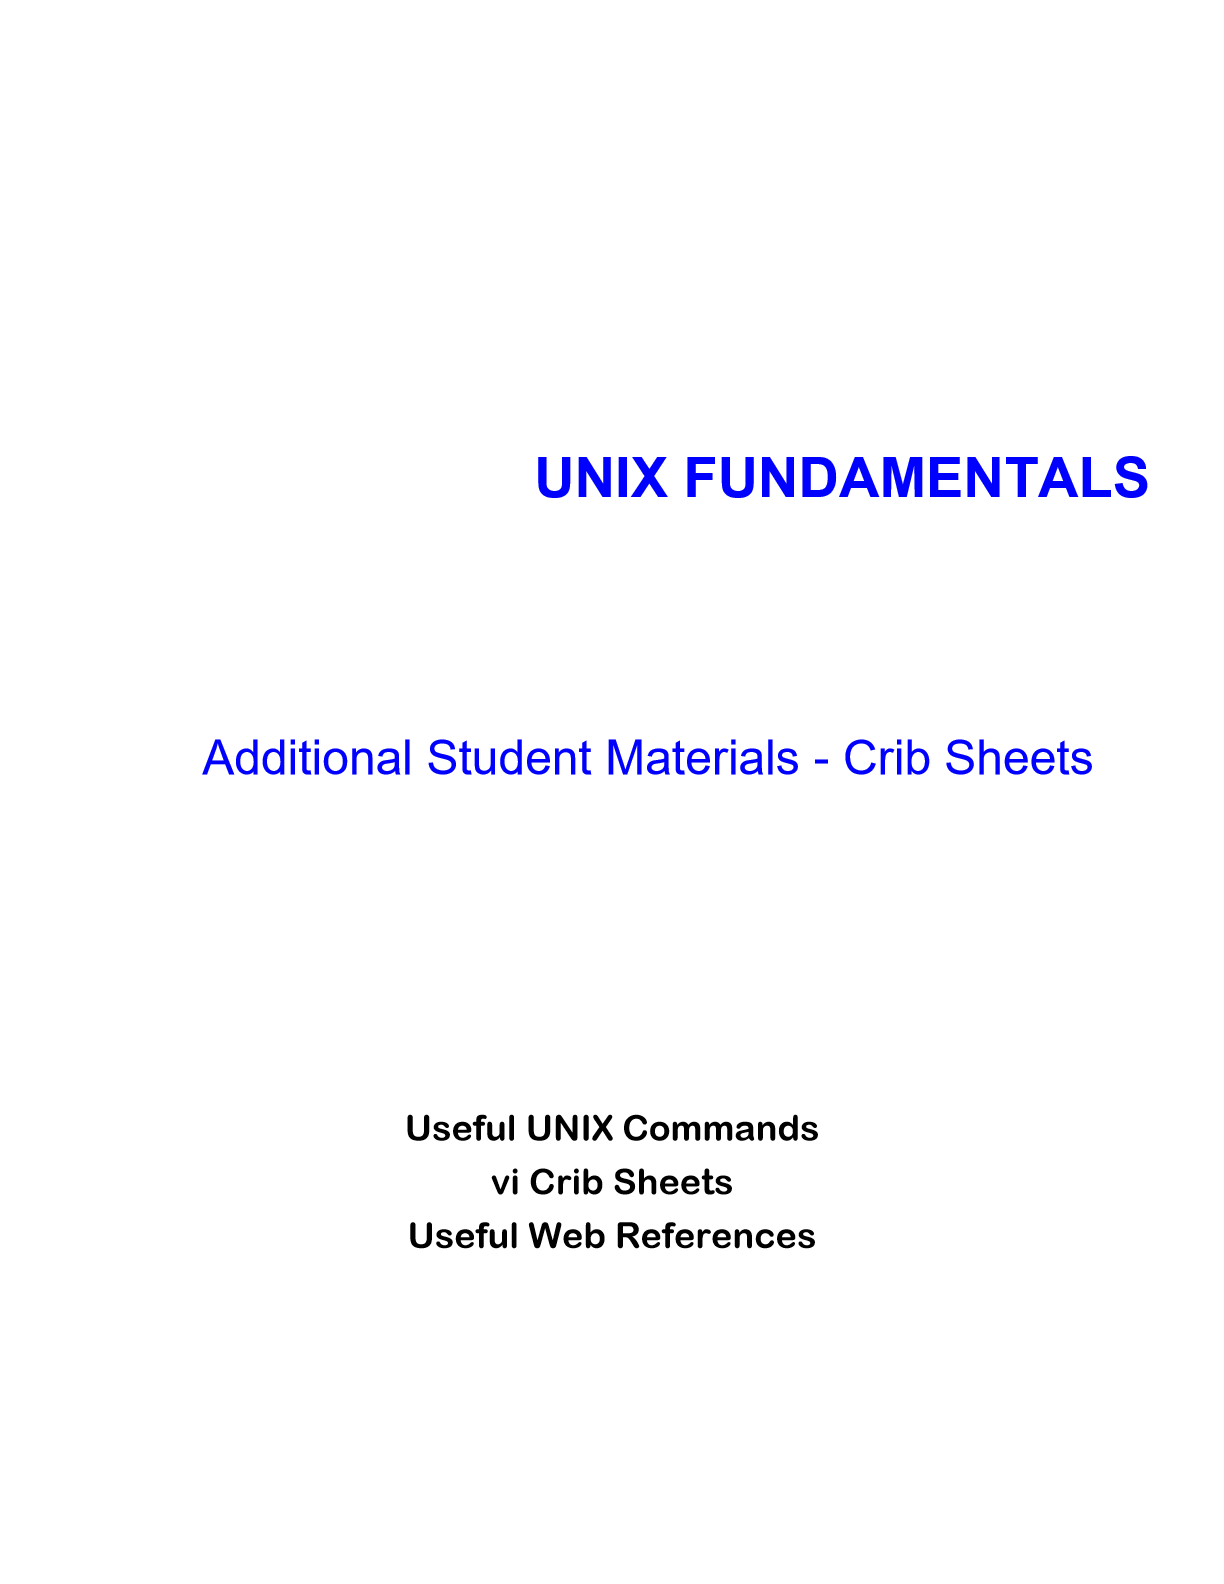 UNIX FUNDAMENTALS
Additional Student Materials - Crib Sheets
Useful UNIX Commands
vi Crib Sheets
Useful Web References